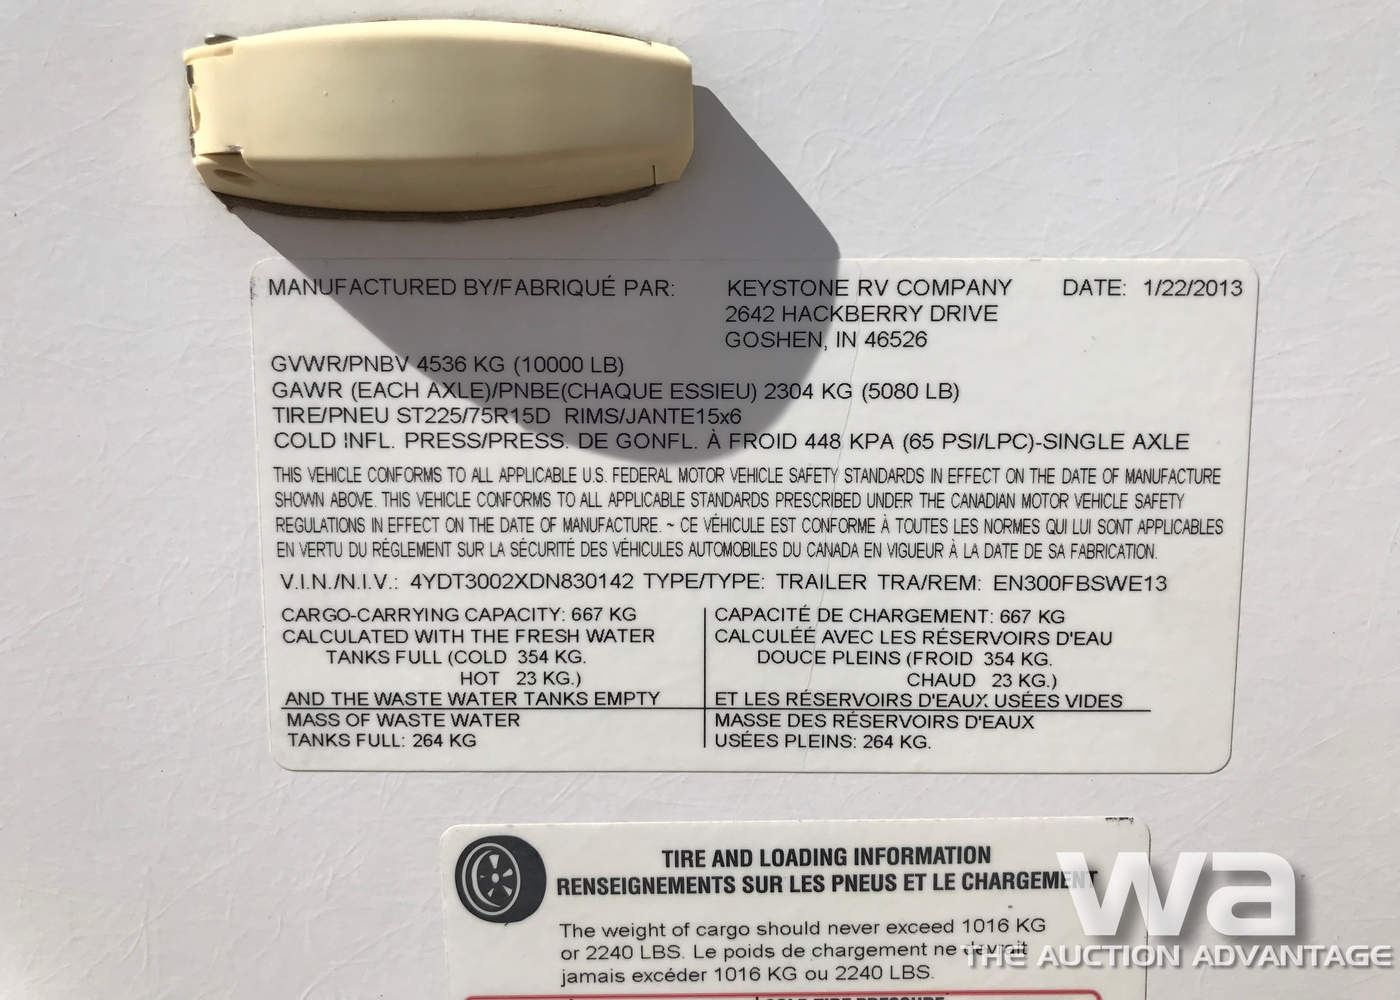 MANUFACTURED BY/FABRIQUÉ PAR: KEYSTONE RV COMPANY DATE: 1/22/2013
2642 HACKBERRY DRIVE
GOSHEN, IN 46526
GVWR/PNBV 4536 KG (10000 LB)
GAWR (EACH AXLE)/PNBE(CHAQUE ESSIEU) 2304 KG (5080 LB)
TIRE/PNEU ST225/75R15D RIMS/JANTE15x6
COLD INFL. PRESS/PRESS. DE GONFL. À FROID 448 KPA (65 PSI/LPC)-SINGLE AXLE
THIS VEHICLE CONFORMS TO ALL APPLICABLE U.S. FEDERAL MOTOR VEHICLE SAFETY STANDARDS IN EFFECT ON THE DATE OF MANUFACTURE
SHOWN ABOVE. THIS VEHICLE CONFORMS TO ALL APPLICABLE STANDARDS PRESCRIBED UNDER THE CANADIAN MOTOR VEHICLE SAFETY
REGULATIONS IN EFFECT ON THE DATE OF MANUFACTURE. ~ CE VÉHICULE EST CONFORME À TOUTES LES NORMES QUI LUI SONT APPLICABLES
EN VERTU DU RÉGLEMENT SUR LA SÉCURITÉ DES VÉHICULES AUTOMOBILES DU CANADA EN VIGUEUR À LA DATE DE SA FABRICATION.
V.I.N./N.I.V.: 4YDT3002XDN830142 TYPE/TYPE: TRAILER TRA/REM: EN300FBSWE13
CARGO-CARRYING CAPACITY: 667 KG
CALCULATED WITH THE FRESH WATER
TANKS FULL (COLD 354 KG.
HOT 23 KG.)
AND THE WASTE WATER TANKS EMPTY
MASS OF WASTE WATER
TANKS FULL: 264 KG
CAPACITÉ DE CHARGEMENT: 667 KG
CALCULÉE AVEC LES RÉSERVOIRS D'EAU
DOUCE PLEINS (FROID 354 KG.
CHAUD 23 KG.)
ET LES RÉSERVOIRS D'EAUX USÉES VIDES
MASSE DES RÉSERVOIRS D'EAUX
USÉES PLEINS: 264 KG.
TIRE AND LOADING INFORMATION
RENSEIGNEMENTS SUR LES PNEUS ET LE CHARGEMENT
The weight of cargo should never exceed 1016 KG
or 2240 LBS. Le poids de chargement ne devrait
jamais excéder 1016 KG ou 2240 LBS.
COLD TIRE PRESSURE
wa
THE AUCTION ADVANTAGE